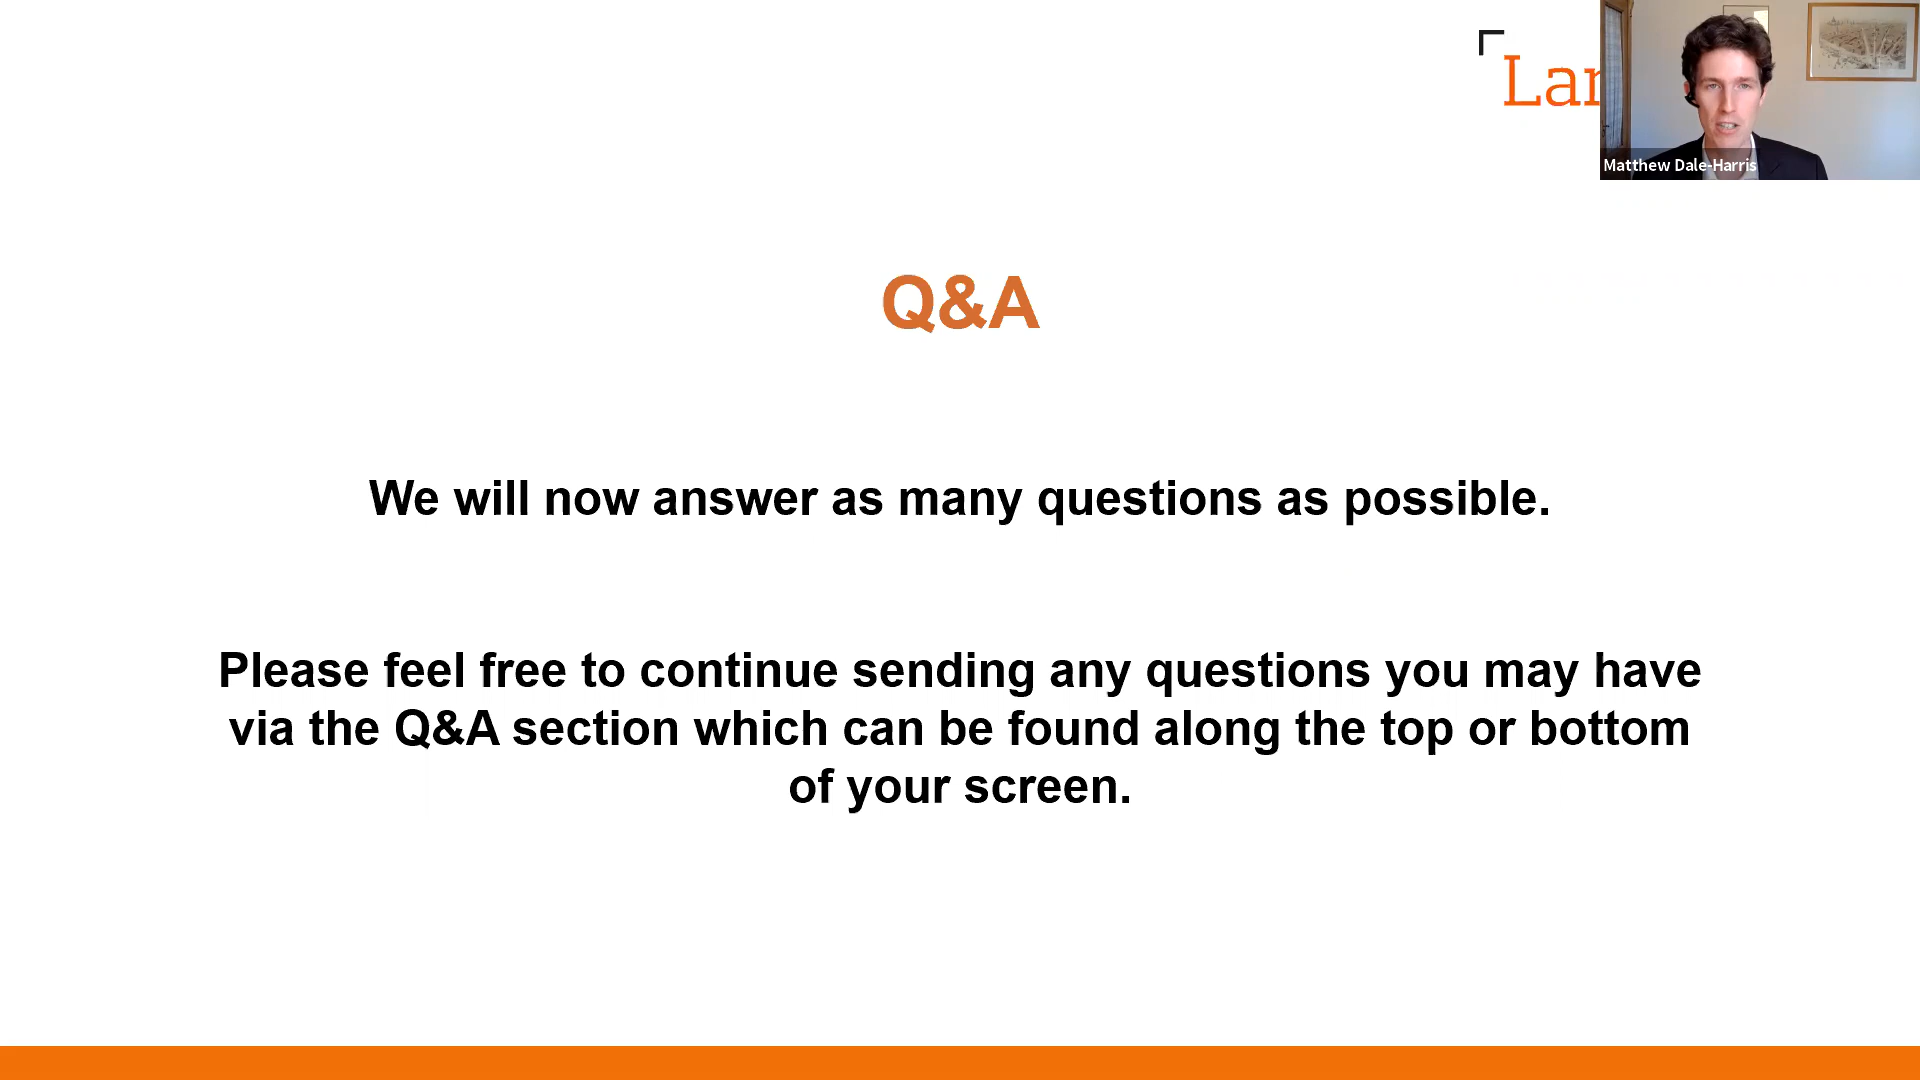 Matthew Dale-Harris
Q&A
We will now answer as many questions as possible.
Please feel free to continue sending any questions you may have
via the Q&A section which can be found along the top or bottom
of your screen.